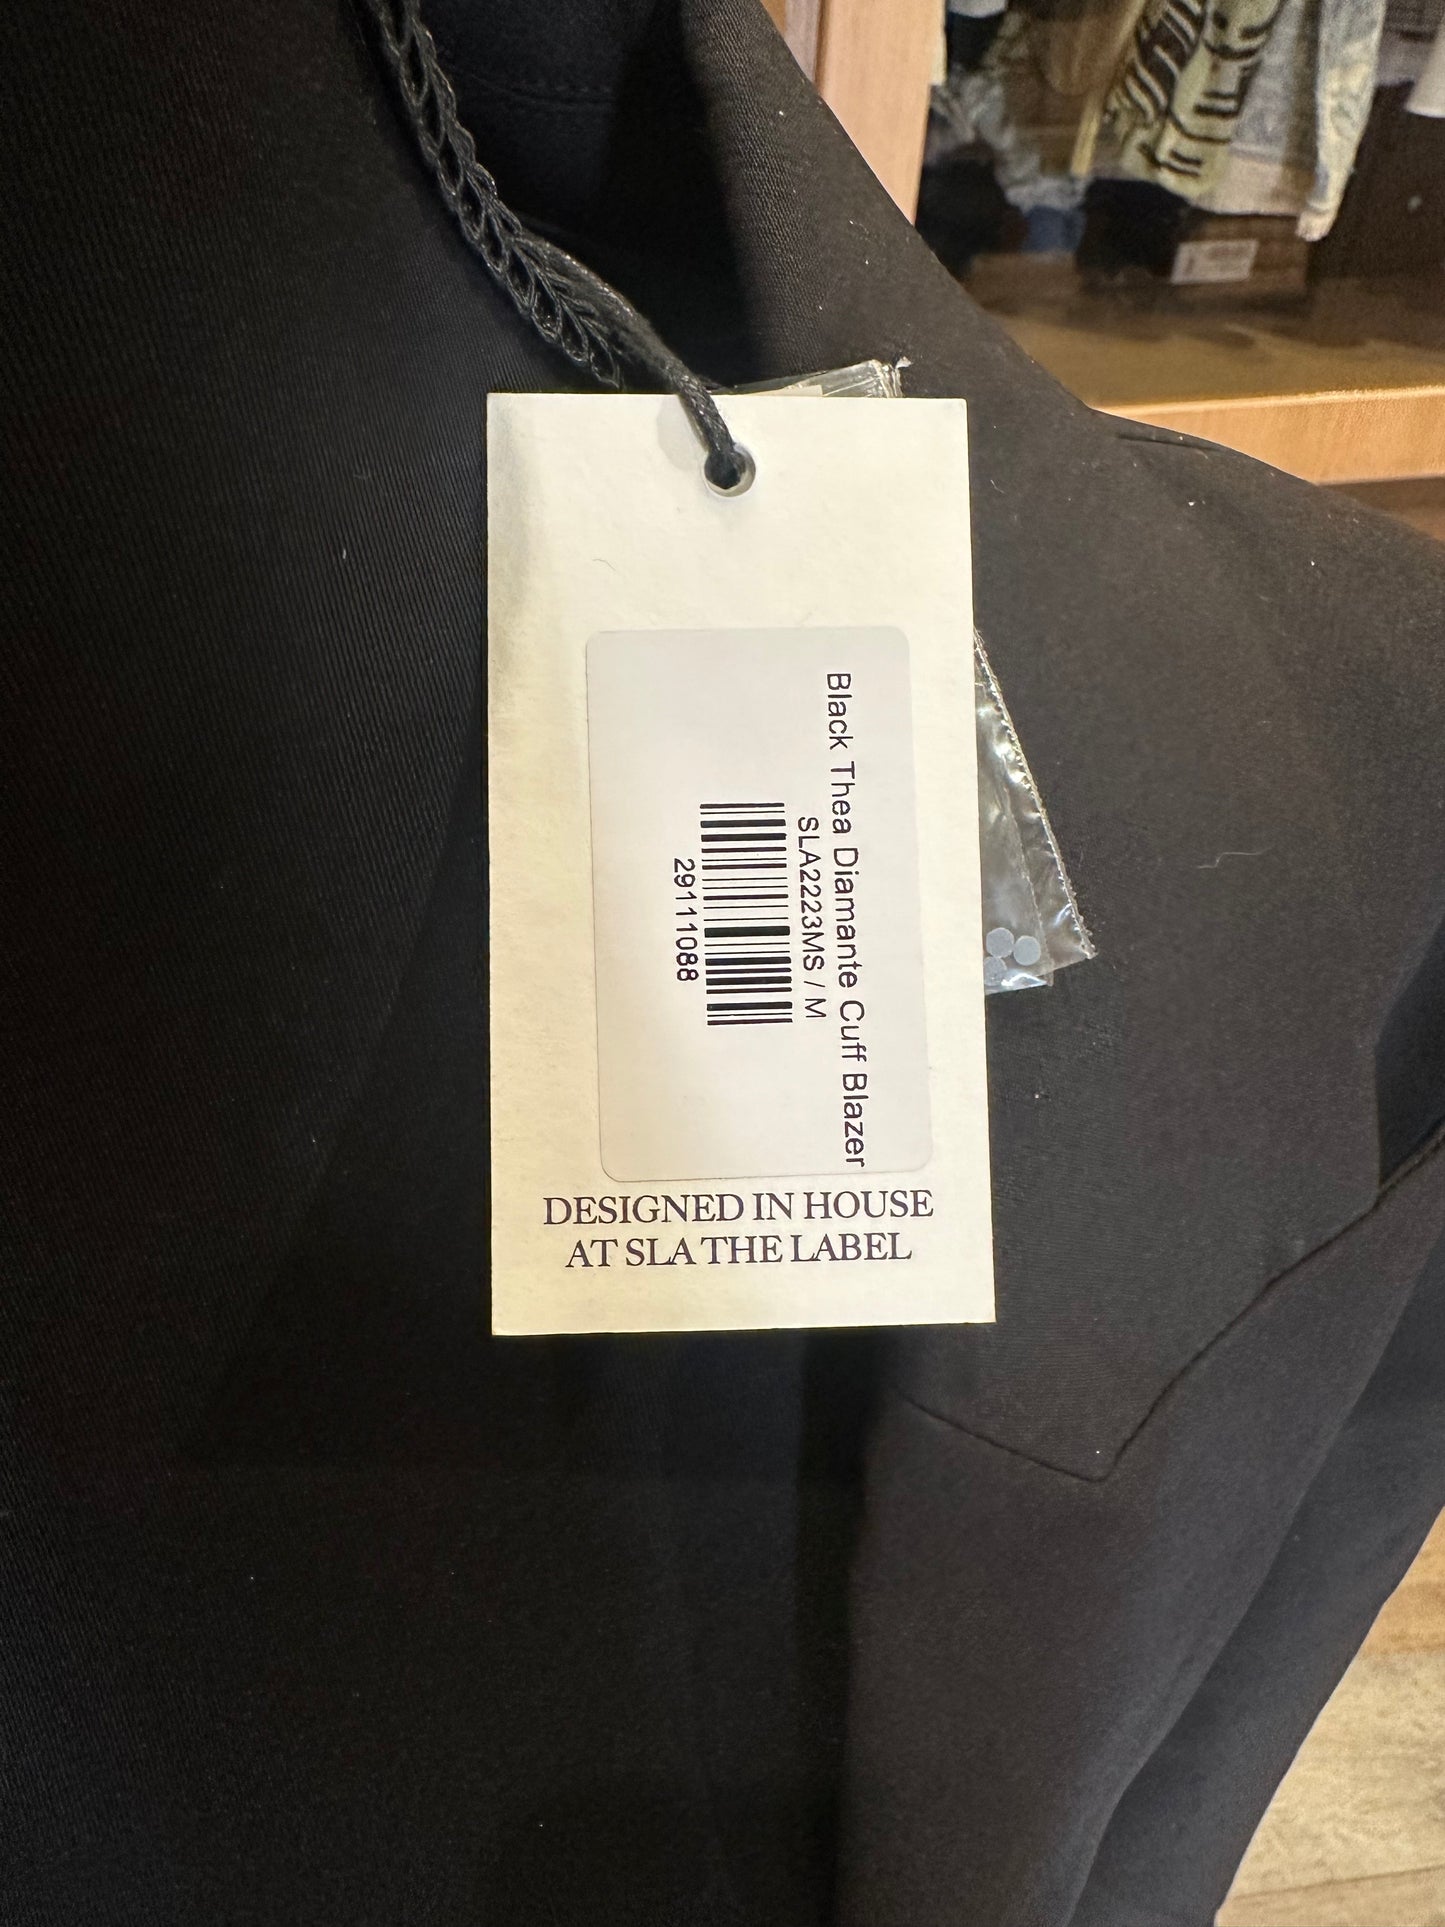 Black Thea Diamante Cuff Blazer
SLA2223MS / M
29111088
DESIGNED IN HOUSE
AT SLA THE LABEL